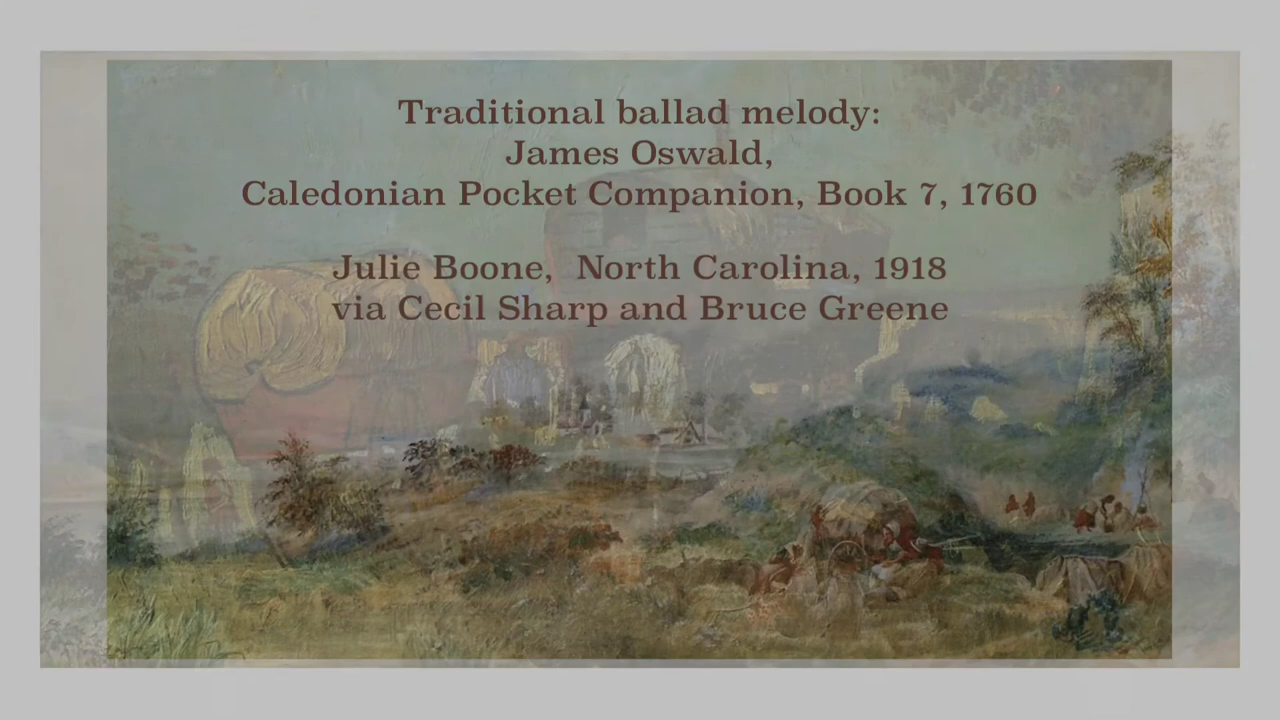 Traditional ballad melody:
James Oswald,
Caledonian Pocket Companion, Book 7, 1760
Julie Boone, North Carolina, 1918
via Cecil Sharp and Bruce Greene